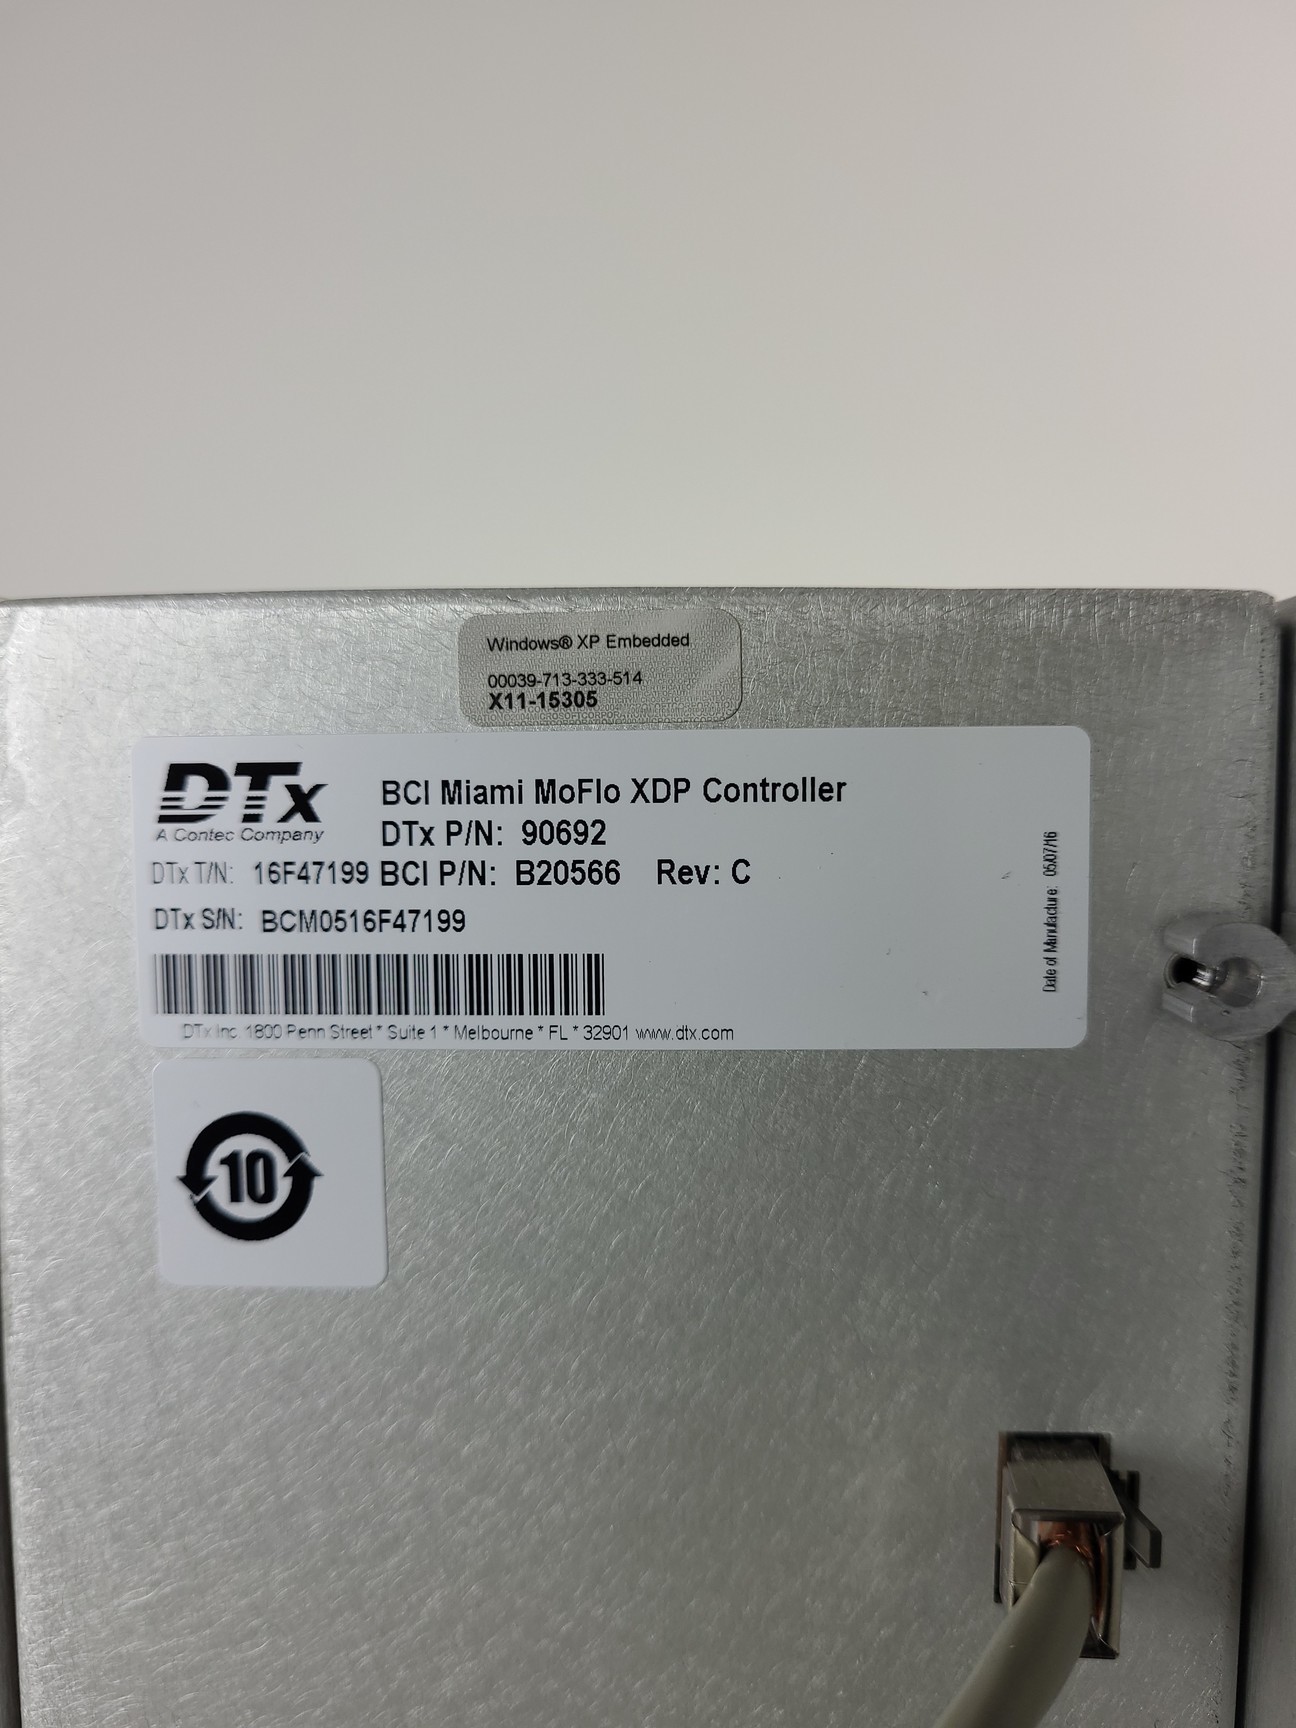 Windows® XP Embedded
00039-713-333-514
X11-15305
DTx
A Contec Company
BCI Miami MoFlo XDP Controller
DTx P/N: 90692
DTx T/N: 16F47199 BCI P/N: B20566 Rev: C
DTx S/N: BCM0516F47199
DTx Inc. 1800 Penn Street * Suite 1 * Melbourne * FL * 32901 www.dtx.com
Date of Manufacture: 05/07/16
10